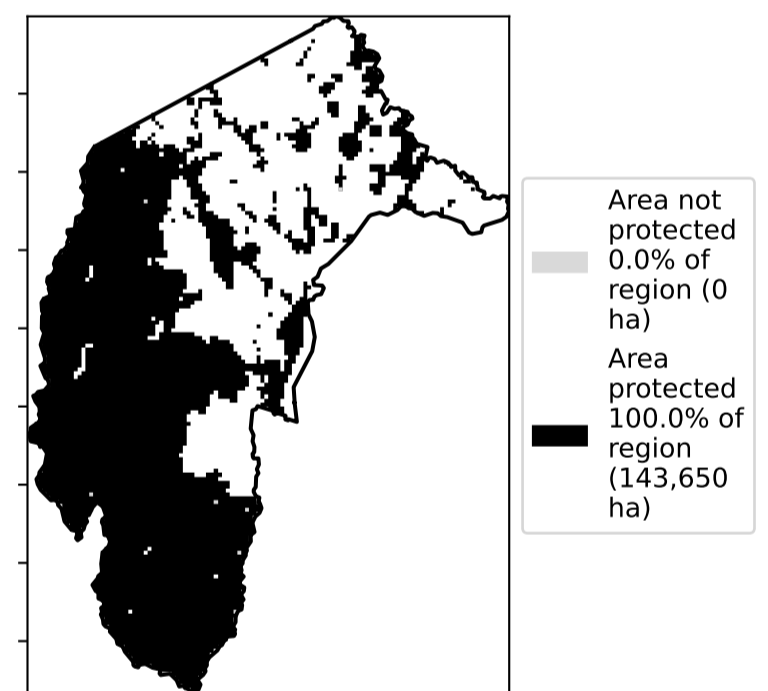 Area not
protected
0.0% of
region (0
ha)
Area
protected
100.0% of
region
(143,650
ha)